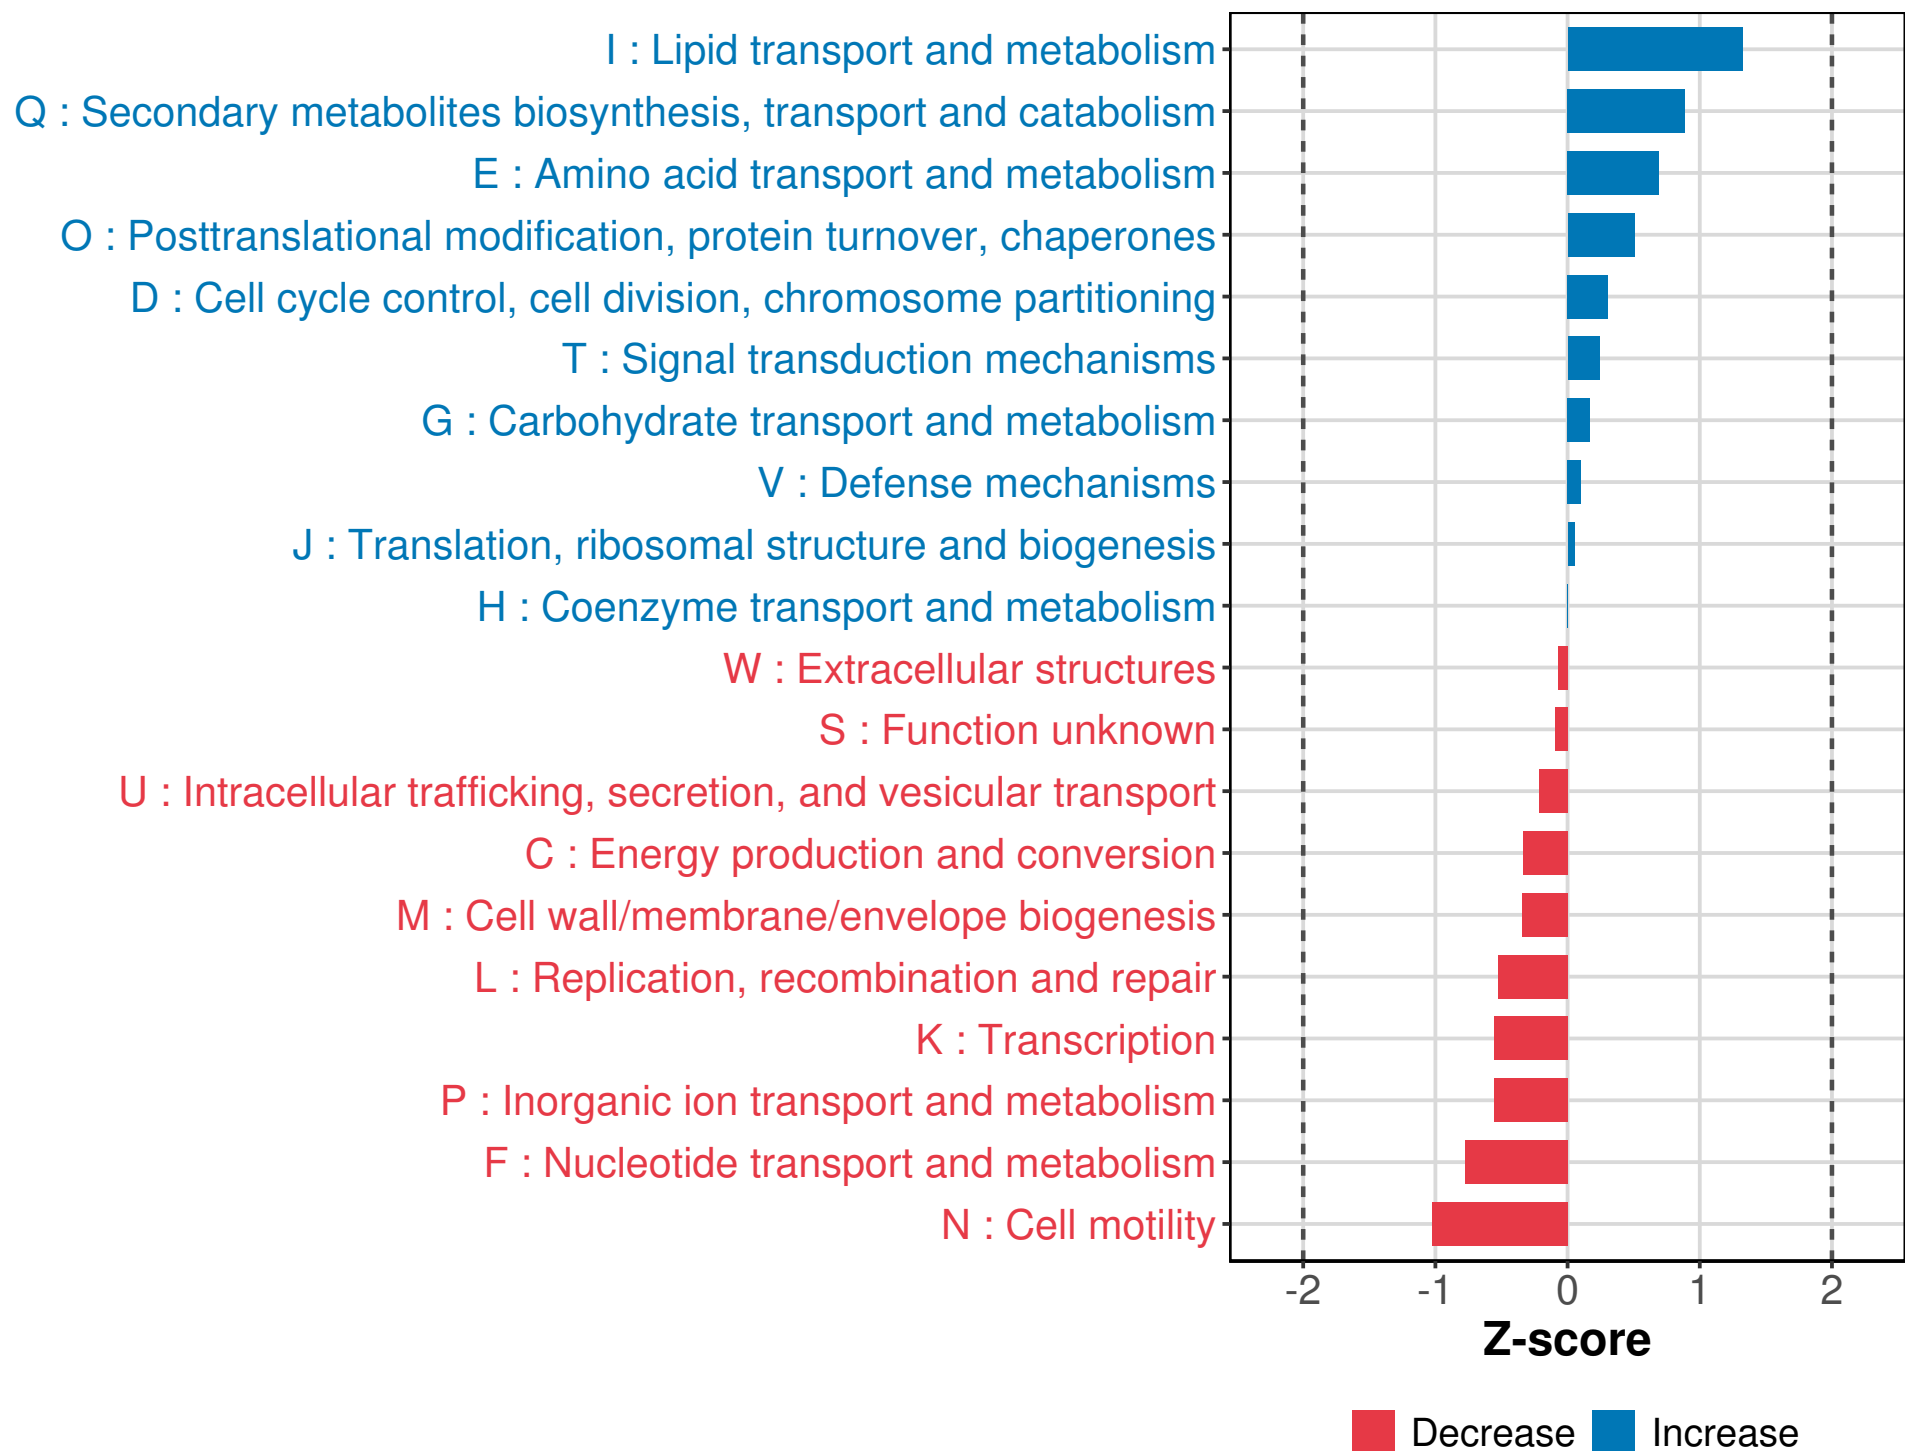 I : Lipid transport and metabolism
Q : Secondary metabolites biosynthesis, transport and catabolism
E : Amino acid transport and metabolism
O : Posttranslational modification, protein turnover, chaperones
D : Cell cycle control, cell division, chromosome partitioning
T : Signal transduction mechanisms
G : Carbohydrate transport and metabolism
V : Defense mechanisms
J : Translation, ribosomal structure and biogenesis
H : Coenzyme transport and metabolism
W : Extracellular structures
S : Function unknown
U : Intracellular trafficking, secretion, and vesicular transport
C : Energy production and conversion
M : Cell wall/membrane/envelope biogenesis
L : Replication, recombination and repair
K : Transcription
P : Inorganic ion transport and metabolism
F : Nucleotide transport and metabolism
N : Cell motility
-2 -1 0 1 2
Z-score
Decrease Increase